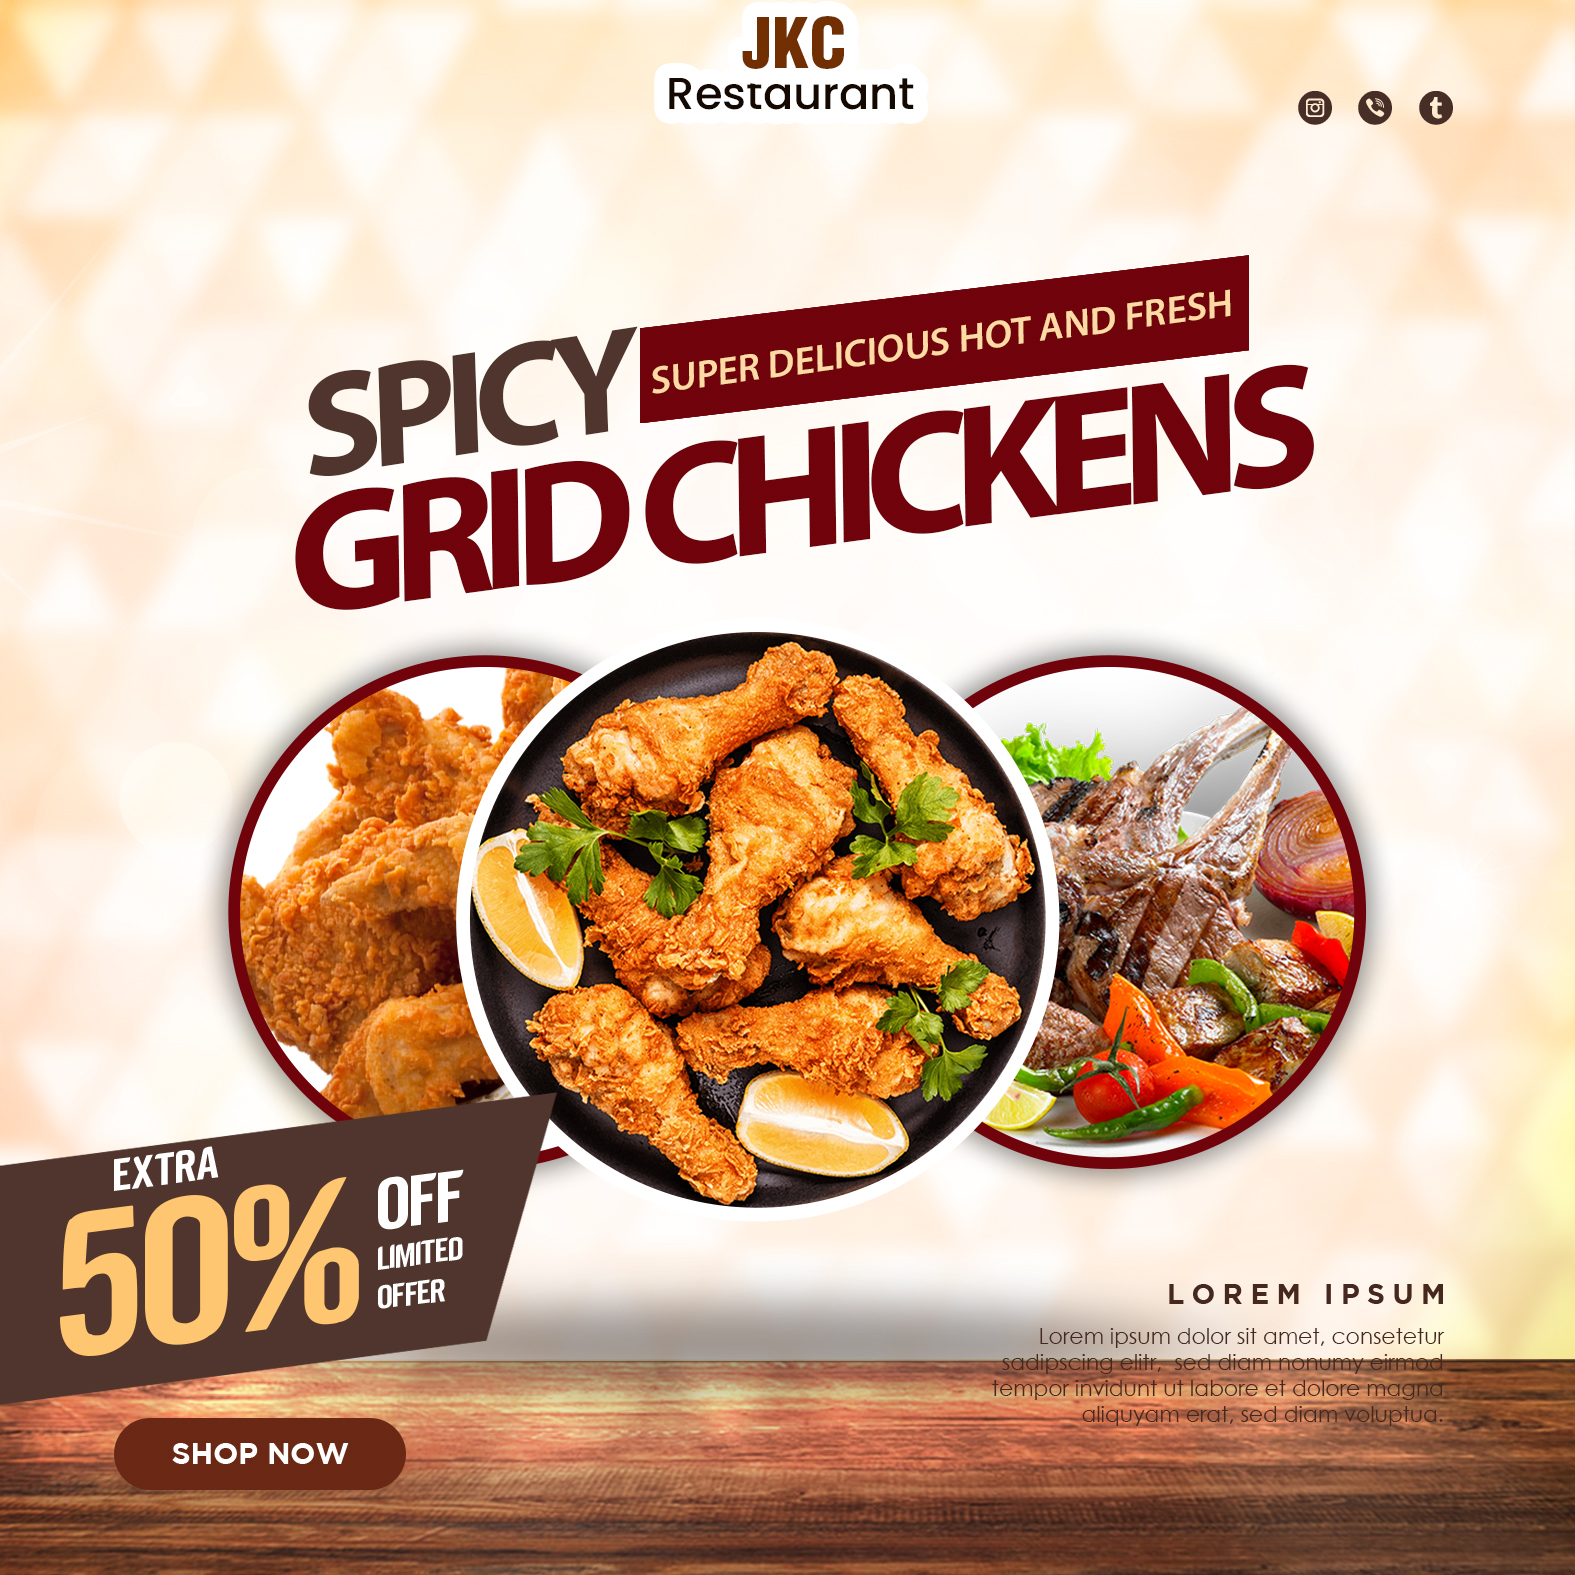 JKC
Restaurant
SPICY
SUPER DELICIOUS HOT AND FRESH
GRID CHICKENS
EXTRA
50%
OFF
LIMITED
OFFER
SHOP NOW
LOREM IPSUM
Lorem ipsum dolor sit amet, consetetur
sadipscing elitr, sed diam nonumy eirmod
tempor invidunt ut labore et dolore magna
aliquyam erat, sed diam voluptua.